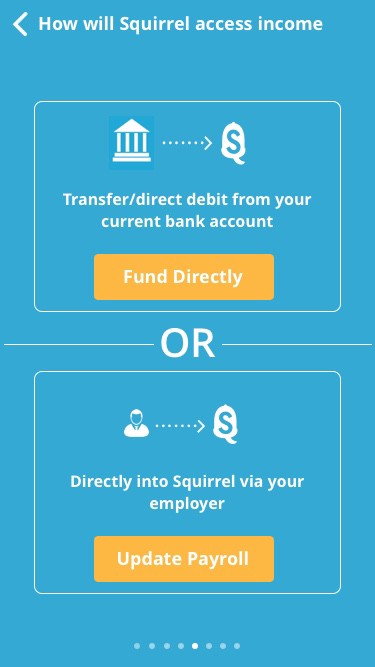 How will Squirrel access income
Transfer/direct debit from your
current bank account
Fund Directly
OR
Directly into Squirrel via your
employer
Update Payroll